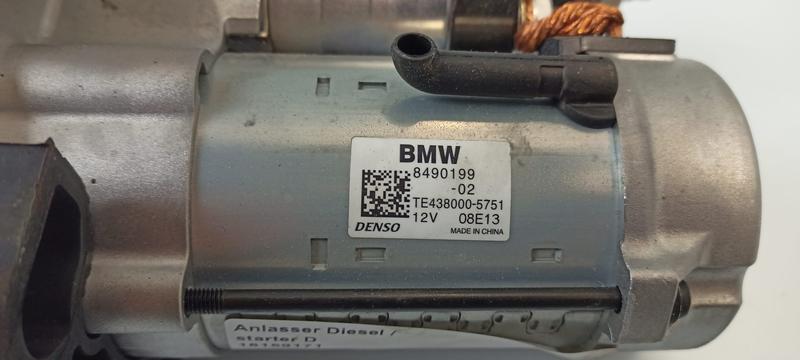 BMW
8490199
-02
TE438000-5751
12V 08E13
DENSO MADE IN CHINA
Anlasser Diesel /
starter D